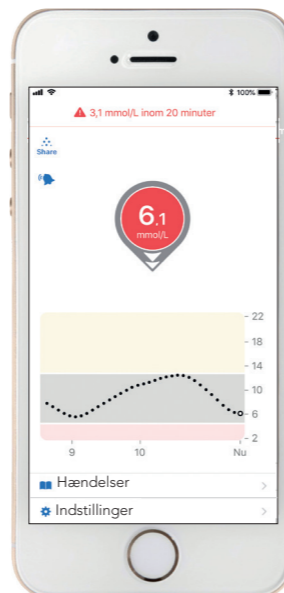 100%
3,1 mmol/L inom 20 minuter
Share
6,1
mmol/L
22
18
14
10
6
2
9 10 Nu
Hændelser
Indstillinger